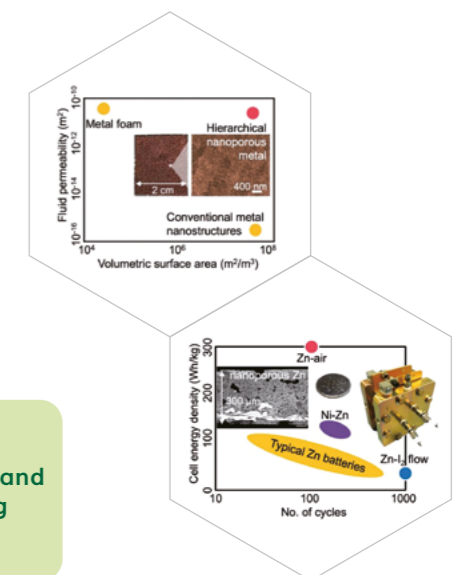 10-10
10-12
10-14
10-16
Fluid permeability (m2)
Metal foam
Hierarchical
nanoporous
metal
2 cm
400 nm
Conventional metal
nanostructures
104
106
108
Volumetric surface area (m2/m3)
300
200
100
0
Cell energy density (Wh/kg)
Zn-air
nanoporous Zn
300 µm
Ni-Zn
Typical Zn batteries
Zn-I2 flow
10
100
1000
No. of cycles
and